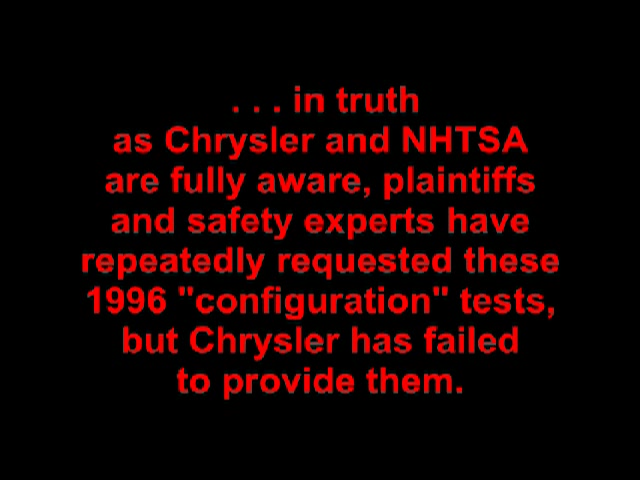 . . . in truth
as Chrysler and NHTSA
are fully aware, plaintiffs
and safety experts have
repeatedly requested these
1996 "configuration" tests,
but Chrysler has failed
to provide them.